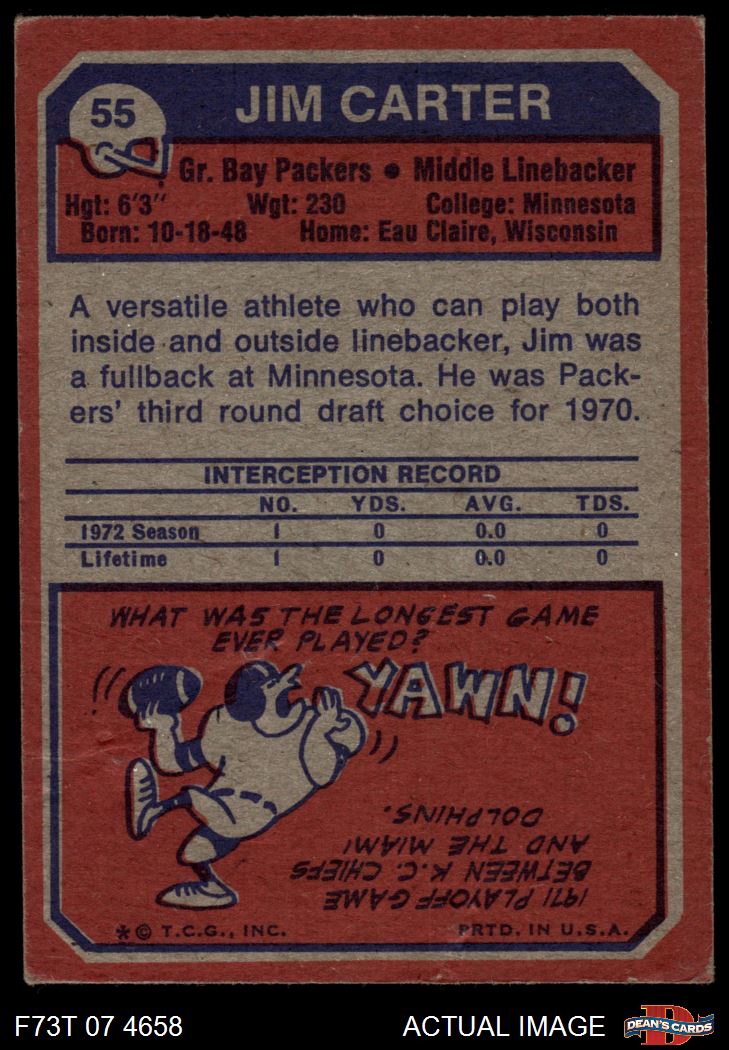 55
JIM CARTER
Gr. Bay Packers • Middle Linebacker
Hgt: 6'3" Wgt: 230 College: Minnesota
Born: 10-18-48 Home: Eau Claire, Wisconsin
A versatile athlete who can play both
inside and outside linebacker, Jim was
a fullback at Minnesota. He was Pack-
ers' third round draft choice for 1970.
INTERCEPTION RECORD
NO. YDS. AVG. TDS.
1972 Season 1 0 0.0 0
Lifetime 1 0 0.0 0
WHAT WAS THE LONGEST GAME
EVER PLAYED?
YAWN!
1971 PLAYOFF GAME
BETWEEN K.C. CHIEFS
AND THE MIAMI
DOLPHINS.
*© T.C.G., INC. PRTD. IN U.S.A.
F73T 07 4658 ACTUAL IMAGE
DEAN'S CARDS